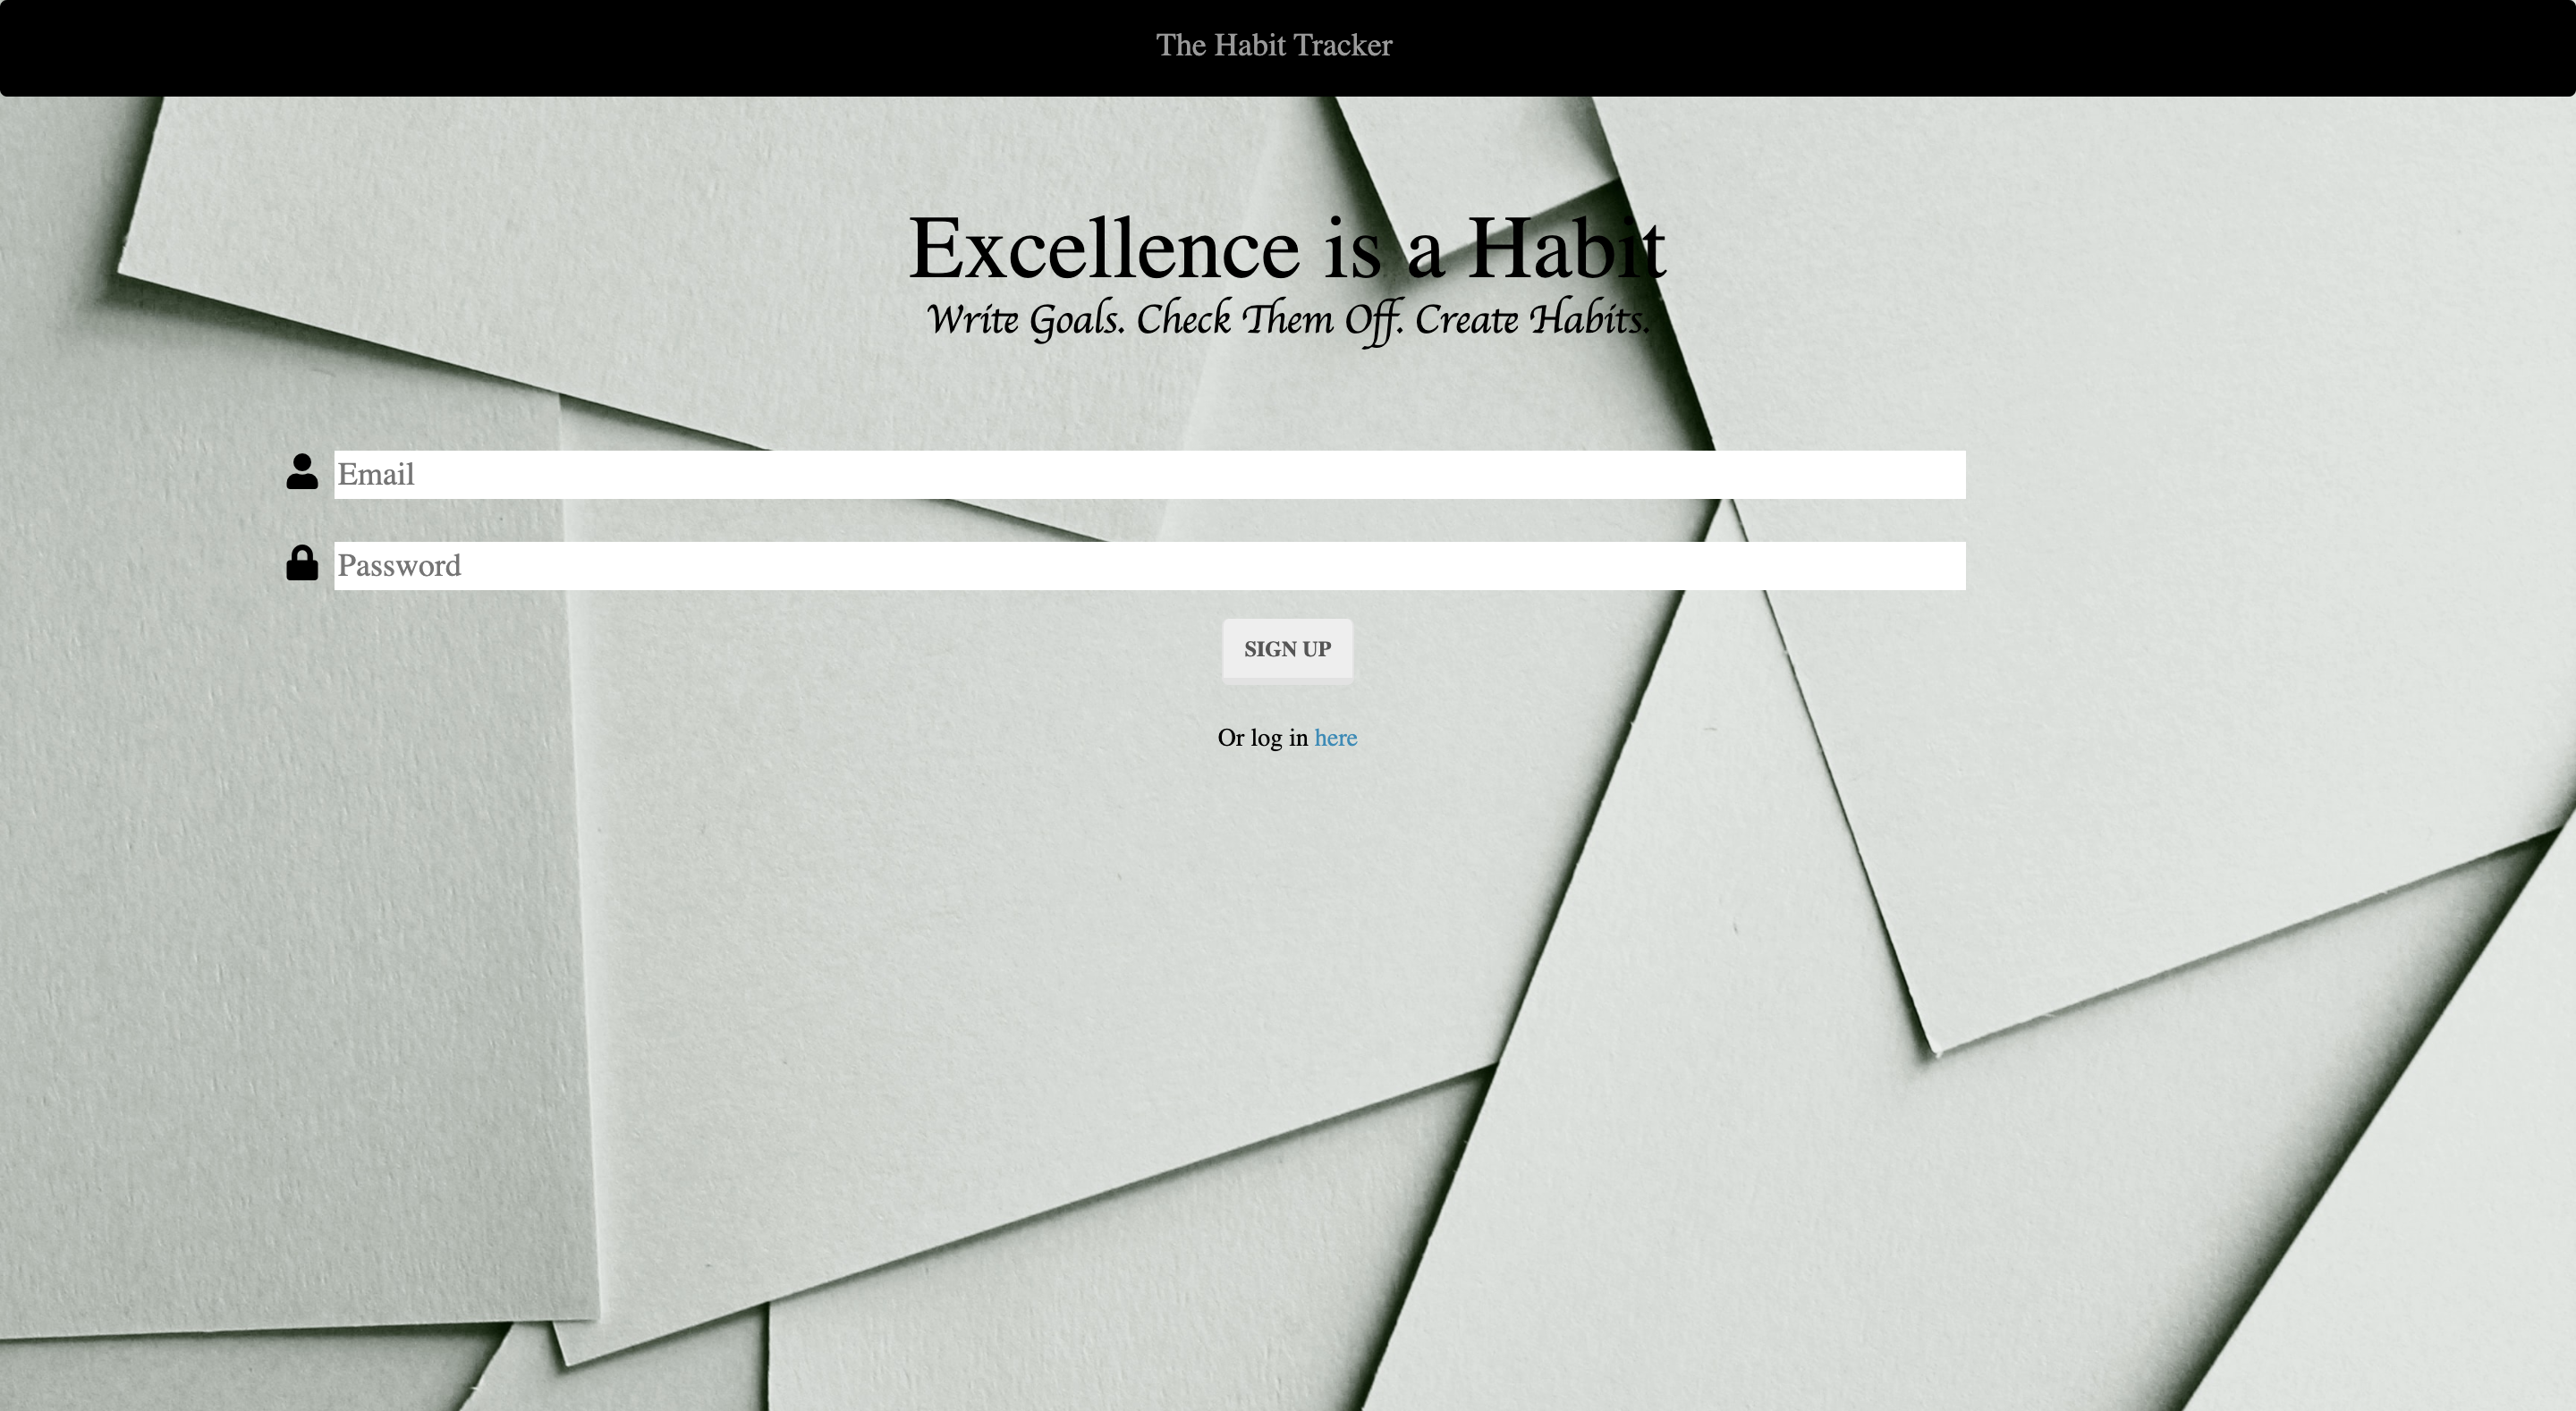 The Habit Tracker
Excellence is a Habit
Write Goals. Check Them Off. Create Habits.
Email
Password
SIGN UP
Or log in here